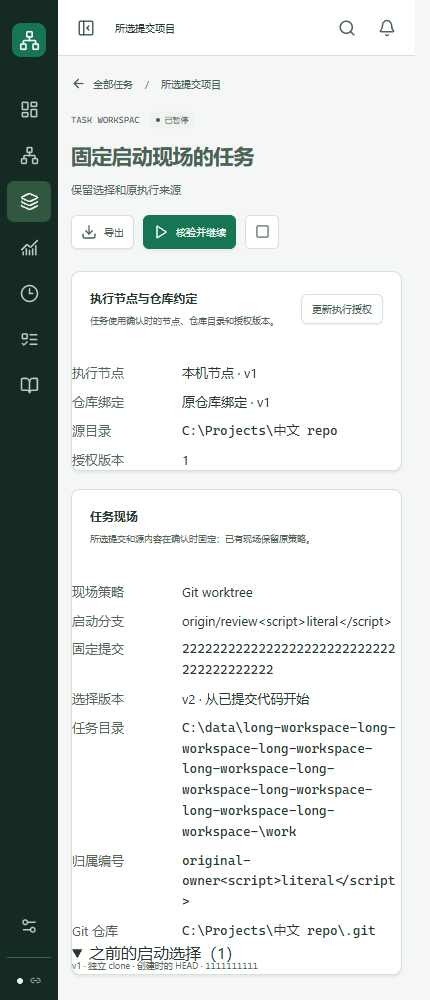 所选提交项目
全部任务 / 所选提交项目
TASK WORKSPAC 已暂停
固定启动现场的任务
保留选择和原执行来源
导出 核验并继续
执行节点与仓库约定
任务使用确认时的节点、仓库目录和授权版本。
更新执行授权
执行节点 本机节点 · v1
仓库绑定 原仓库绑定 · v1
源目录 C:\Projects\中文 repo
授权版本 1
任务现场
所选提交和源内容在确认时固定；已有现场保留原策略。
现场策略 Git worktree
启动分支 origin/review<script>literal</script>
固定提交 2222222222222222222222222222
222222222222
选择版本 v2 · 从已提交代码开始
任务目录 C:\data\long-workspace-long-
workspace-long-workspace-
long-workspace-long-
workspace-long-workspace-
long-workspace-long-
workspace-\work
归属编号 original-
owner<script>literal</script
>
Git 仓库 C:\Projects\中文 repo\.git
▼ 之前的启动选择（1）
v1 · 独立 clone · 创建时的 HEAD · 1111111111